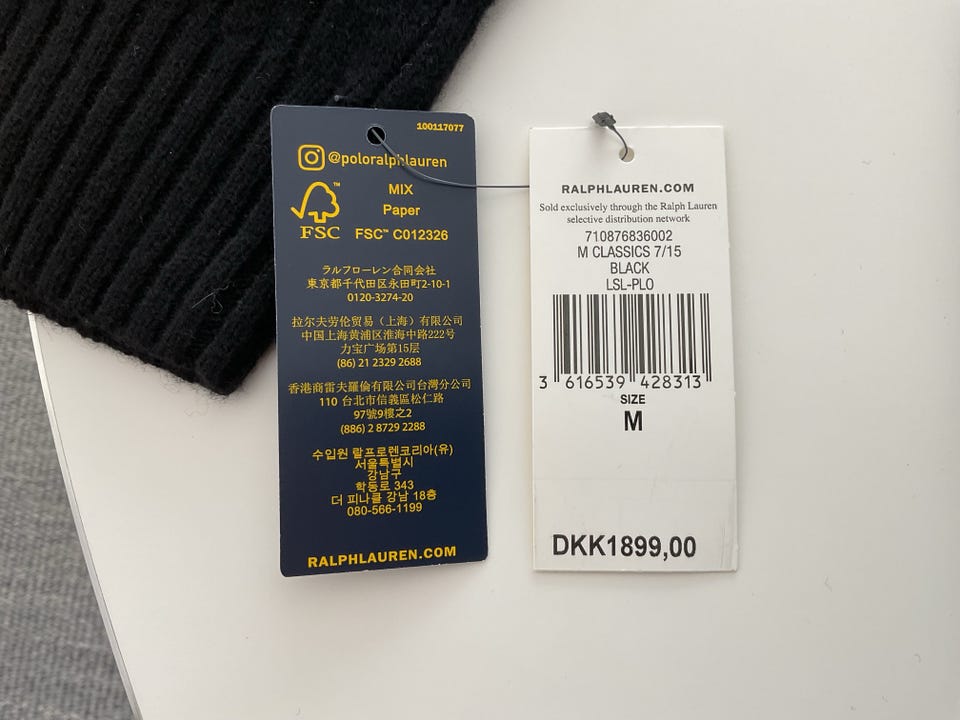 100117077
@poloralphlauren
MIX
Paper
FSC™ C012326
™
FSC
ラルフローレン合同会社
東京都千代田区永田町2-10-1
0120-3274-20
拉尔夫劳伦贸易（上海）有限公司
中国上海黄浦区淮海中路222号
力宝广场第15层
(86) 21 2329 2688
香港商雷夫羅倫有限公司台灣分公司
110 台北市信義區松仁路
97號9樓之2
(886) 2 8729 2288
수입원 랄프로렌코리아(유)
서울특별시
강남구
학동로 343
더 피나클 강남 18층
080-566-1199
RALPHLAUREN.COM
RALPHLAUREN.COM
Sold exclusively through the Ralph Lauren
selective distribution network
710876836002
M CLASSICS 7/15
BLACK
LSL-PLO
3 616539 428313
SIZE
M
DKK1899,00